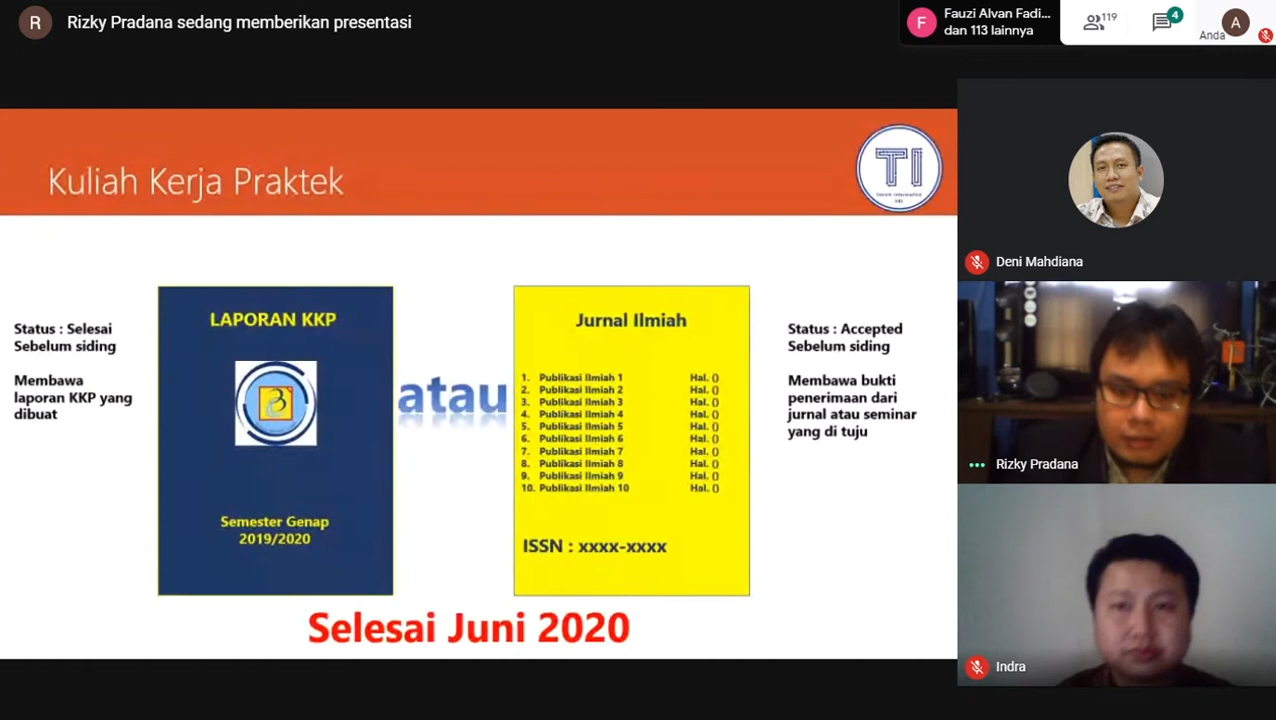 R
Rizky Pradana sedang memberikan presentasi
F
Fauzi Alvan Fadi...
dan 113 lainnya
119
4
Anda
A
Kuliah Kerja Praktek
TI
Status : Selesai
Sebelum siding
Membawa
laporan KKP yang
dibuat
LAPORAN KKP
Semester Genap
2019/2020
atau
Jurnal Ilmiah
1. Publikasi Ilmiah 1 Hal. ()
2. Publikasi Ilmiah 2 Hal. ()
3. Publikasi Ilmiah 3 Hal. ()
4. Publikasi Ilmiah 4 Hal. ()
5. Publikasi Ilmiah 5 Hal. ()
6. Publikasi Ilmiah 6 Hal. ()
7. Publikasi Ilmiah 7 Hal. ()
8. Publikasi Ilmiah 8 Hal. ()
9. Publikasi Ilmiah 9 Hal. ()
10. Publikasi Ilmiah 10 Hal. ()
ISSN : xxxx-xxxx
Status : Accepted
Sebelum siding
Membawa bukti
penerimaan dari
jurnal atau seminar
yang di tuju
Selesai Juni 2020
Deni Mahdiana
Rizky Pradana
Indra